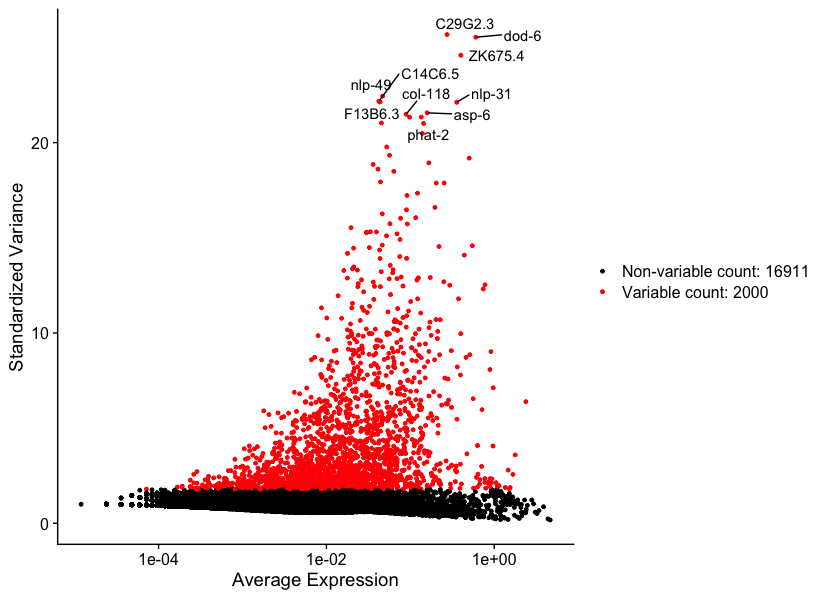 C29G2.3
dod-6
ZK675.4
C14C6.5
nlp-49
col-118
nlp-31
F13B6.3
asp-6
phat-2
20
10
0
Standardized Variance
Non-variable count: 16911
Variable count: 2000
1e-04
1e-02
1e+00
Average Expression